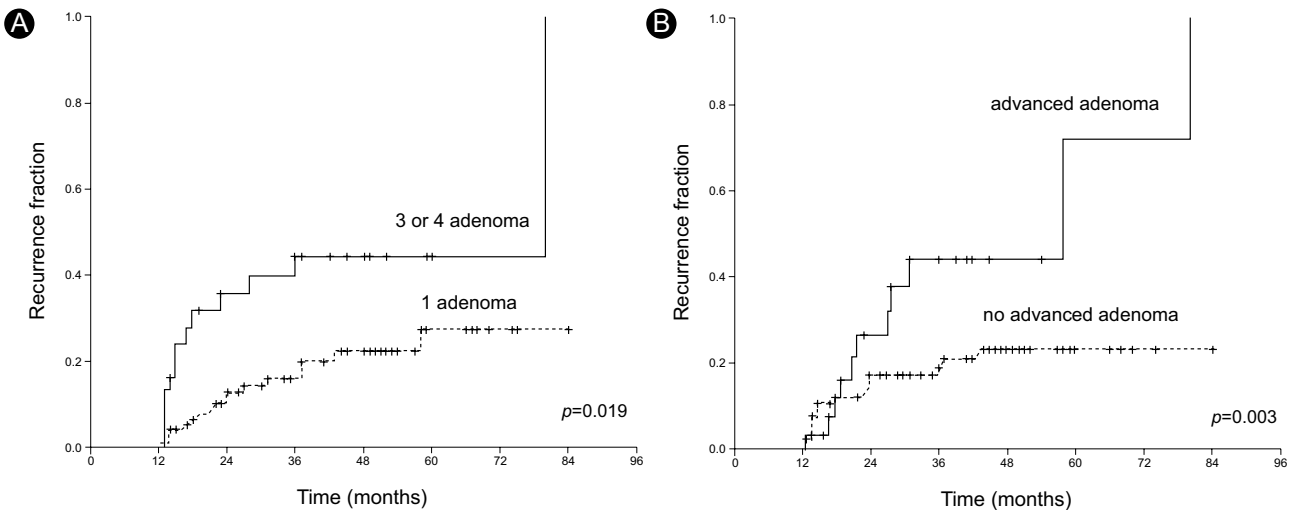 A
1.0
0.8
0.6
0.4
0.2
0.0
Recurrence fraction
3 or 4 adenoma
1 adenoma
p=0.019
0 12 24 36 48 60 72 84 96
Time (months)
B
1.0
0.8
0.6
0.4
0.2
0.0
Recurrence fraction
advanced adenoma
no advanced adenoma
p=0.003
0 12 24 36 48 60 72 84 96
Time (months)